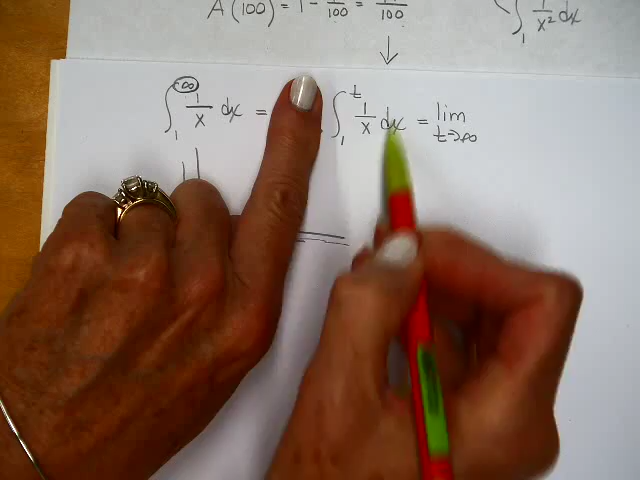 A(100) = 1 - 1/100 = /100
∫₁ 1/x² dx
∫₁^∞ 1/x dx = ∫₁^t 1/x dx = lim t→∞